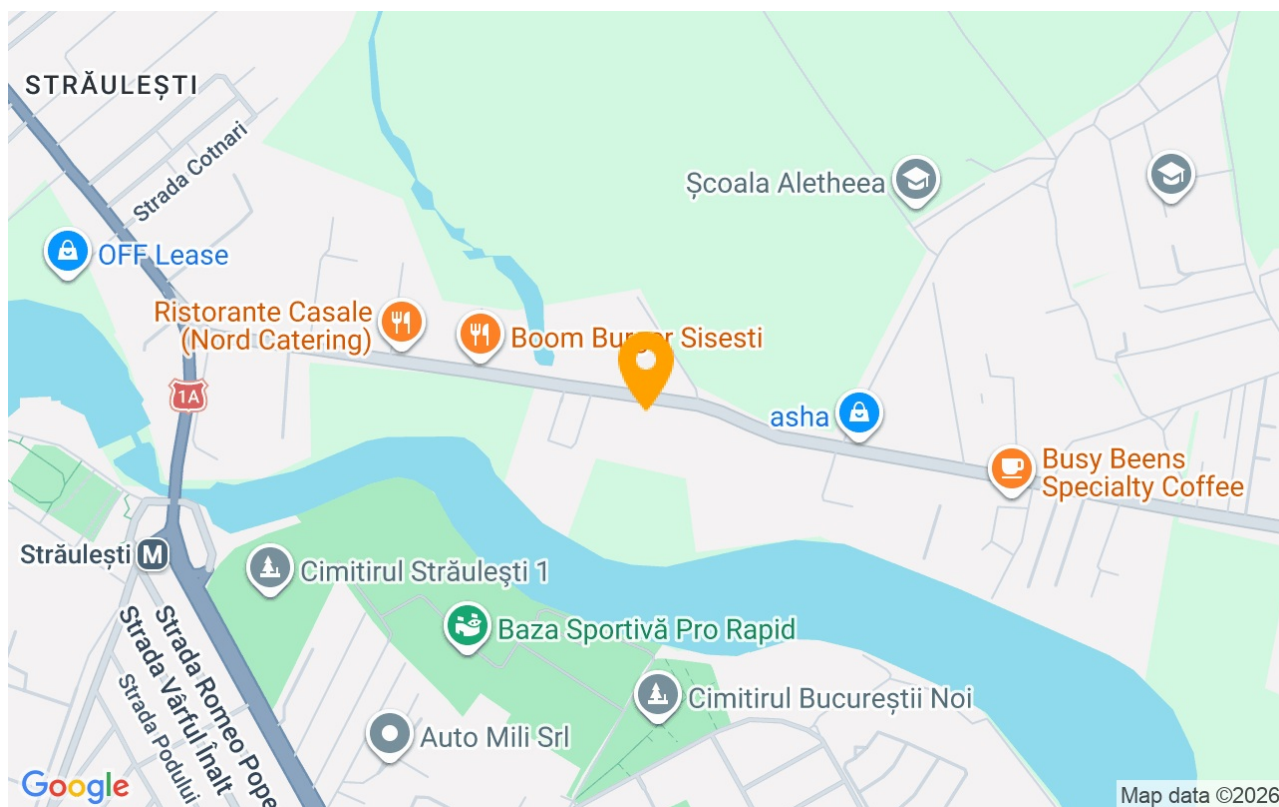 STRĂULEȘTI
Strada Cotnari
Școala Aletheea
OFF Lease
Ristorante Casale
(Nord Catering)
Boom Burger Sisesti
1A
asha
Busy Beens
Specialty Coffee
Străulești M
Cimitirul Străuleşti 1
Baza Sportivă Pro Rapid
Strada Romeo Pope
Strada Vârful Înalt
Strada Podului
Cimitirul Bucureștii Noi
Auto Mili Srl
Google
Map data ©2026